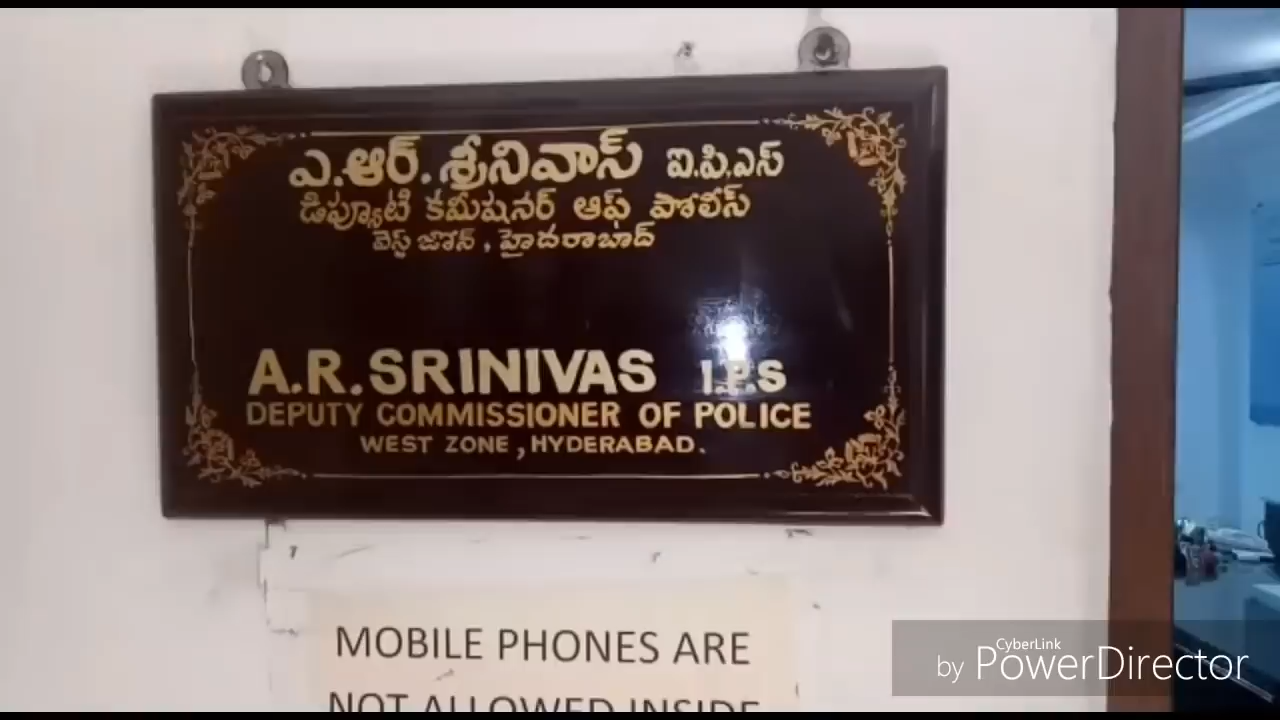 ఎ.ఆర్. శ్రీనివాస్ ఐ.పి.ఎస్
డిప్యూటి కమీషనర్ ఆఫ్ పోలీస్
వెస్ట్ జోన్, హైదరాబాద్
A.R.SRINIVAS I.P.S
DEPUTY COMMISSIONER OF POLICE
WEST ZONE, HYDERABAD.
MOBILE PHONES ARE
NOT ALLOWED INSIDE
CyberLink
by PowerDirector